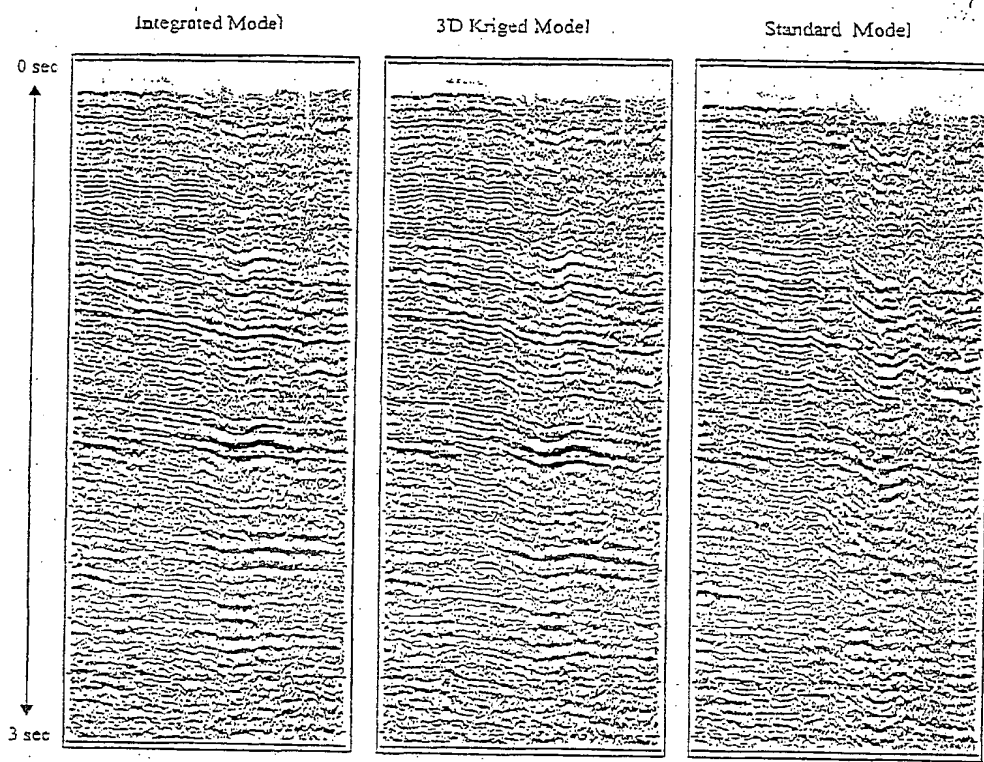 Integrated Model
3D Kriged Model
Standard Model
0 sec
3 sec